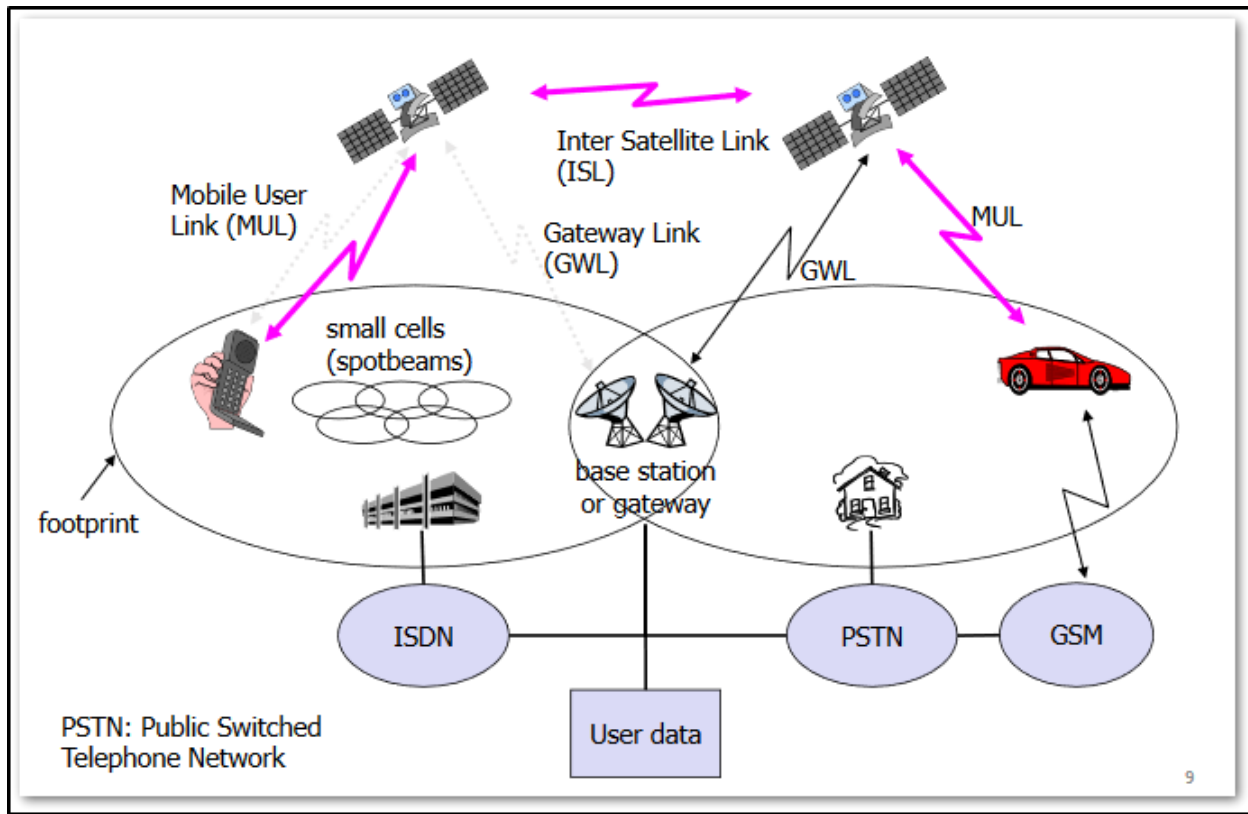 Inter Satellite Link
(ISL)
Mobile User
Link (MUL)
MUL
Gateway Link
(GWL)
GWL
small cells
(spotbeams)
base station
or gateway
footprint
ISDN
PSTN
GSM
User data
PSTN: Public Switched
Telephone Network
9